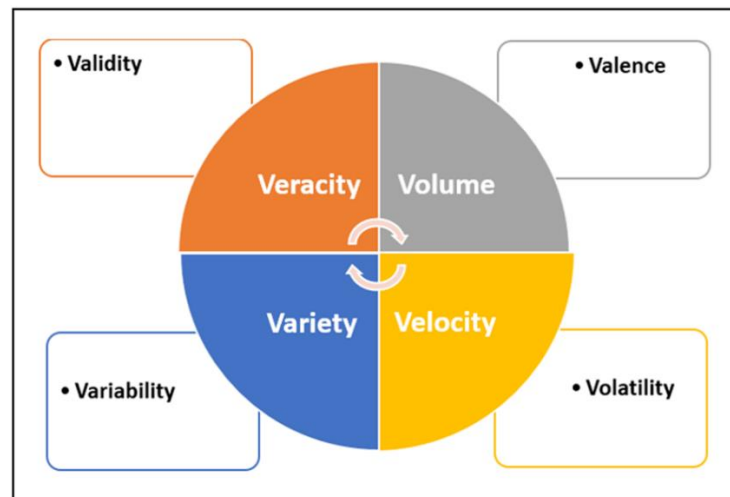 • Validity
• Valence
Veracity
Volume
Variety
Velocity
• Variability
• Volatility